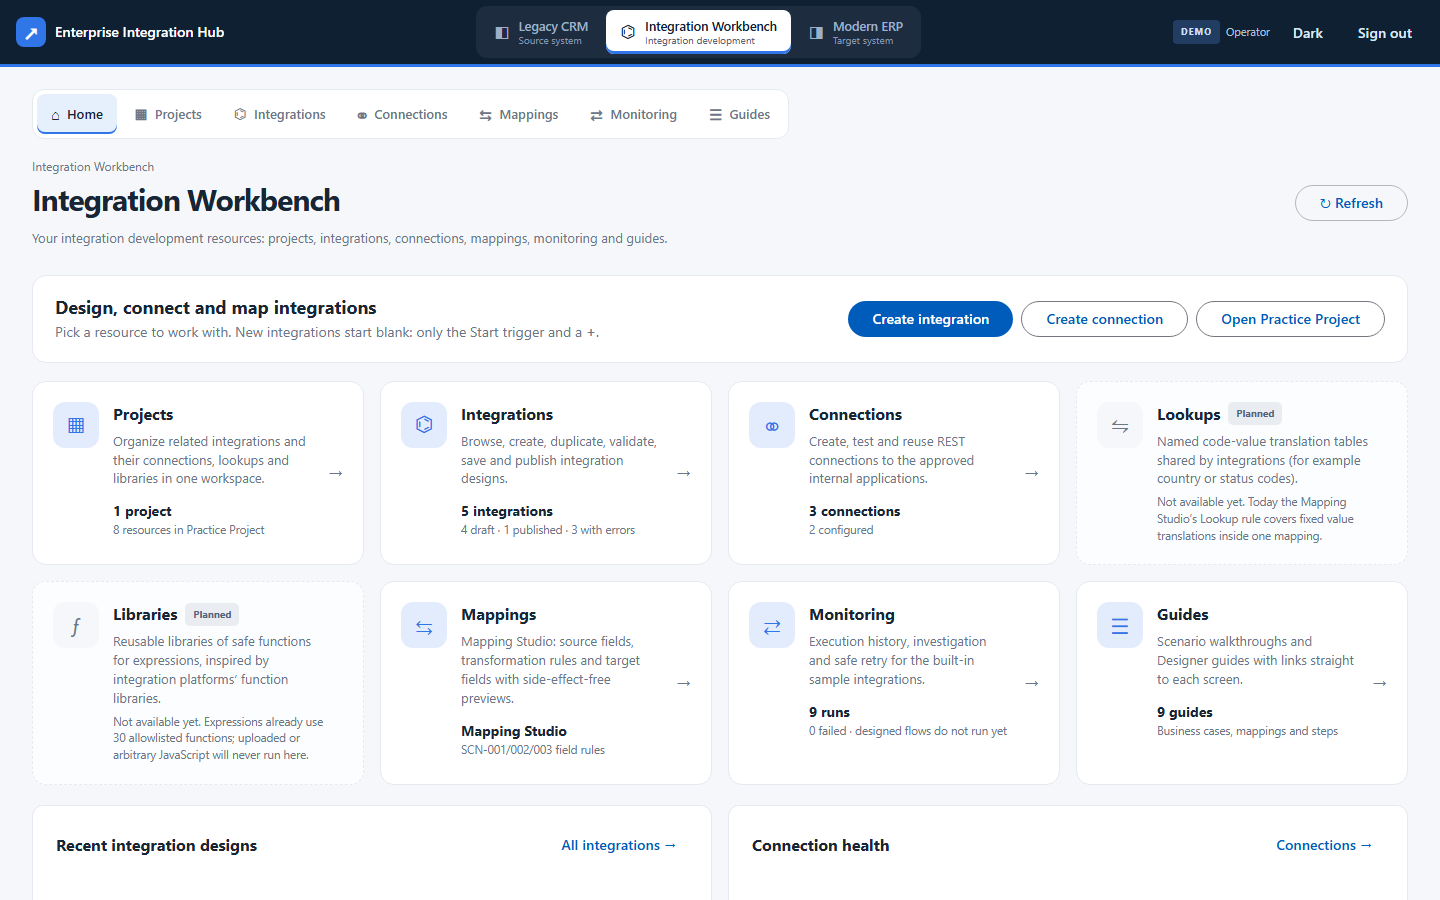 Enterprise Integration Hub
Legacy CRM
Source system
Integration Workbench
Integration development
Modern ERP
Target system
DEMO
Operator
Dark
Sign out
Home
Projects
Integrations
Connections
Mappings
Monitoring
Guides
Integration Workbench
Integration Workbench
Your integration development resources: projects, integrations, connections, mappings, monitoring and guides.
↻ Refresh
Design, connect and map integrations
Pick a resource to work with. New integrations start blank: only the Start trigger and a +.
Create integration
Create connection
Open Practice Project
Projects
Organize related integrations and
their connections, lookups and
libraries in one workspace.
→
1 project
8 resources in Practice Project
Integrations
Browse, create, duplicate, validate,
save and publish integration
designs.
→
5 integrations
4 draft · 1 published · 3 with errors
Connections
Create, test and reuse REST
connections to the approved
internal applications.
→
3 connections
2 configured
Lookups
Planned
Named code-value translation tables
shared by integrations (for example
country or status codes).
Not available yet. Today the Mapping
Studio's Lookup rule covers fixed value
translations inside one mapping.
Libraries
Planned
Reusable libraries of safe functions
for expressions, inspired by
integration platforms' function
libraries.
Not available yet. Expressions already use
30 allowlisted functions; uploaded or
arbitrary JavaScript will never run here.
Mappings
Mapping Studio: source fields,
transformation rules and target
fields with side-effect-free
previews.
→
Mapping Studio
SCN-001/002/003 field rules
Monitoring
Execution history, investigation
and safe retry for the built-in
sample integrations.
→
9 runs
0 failed · designed flows do not run yet
Guides
Scenario walkthroughs and
Designer guides with links straight
to each screen.
→
9 guides
Business cases, mappings and steps
Recent integration designs
All integrations →
Connection health
Connections →